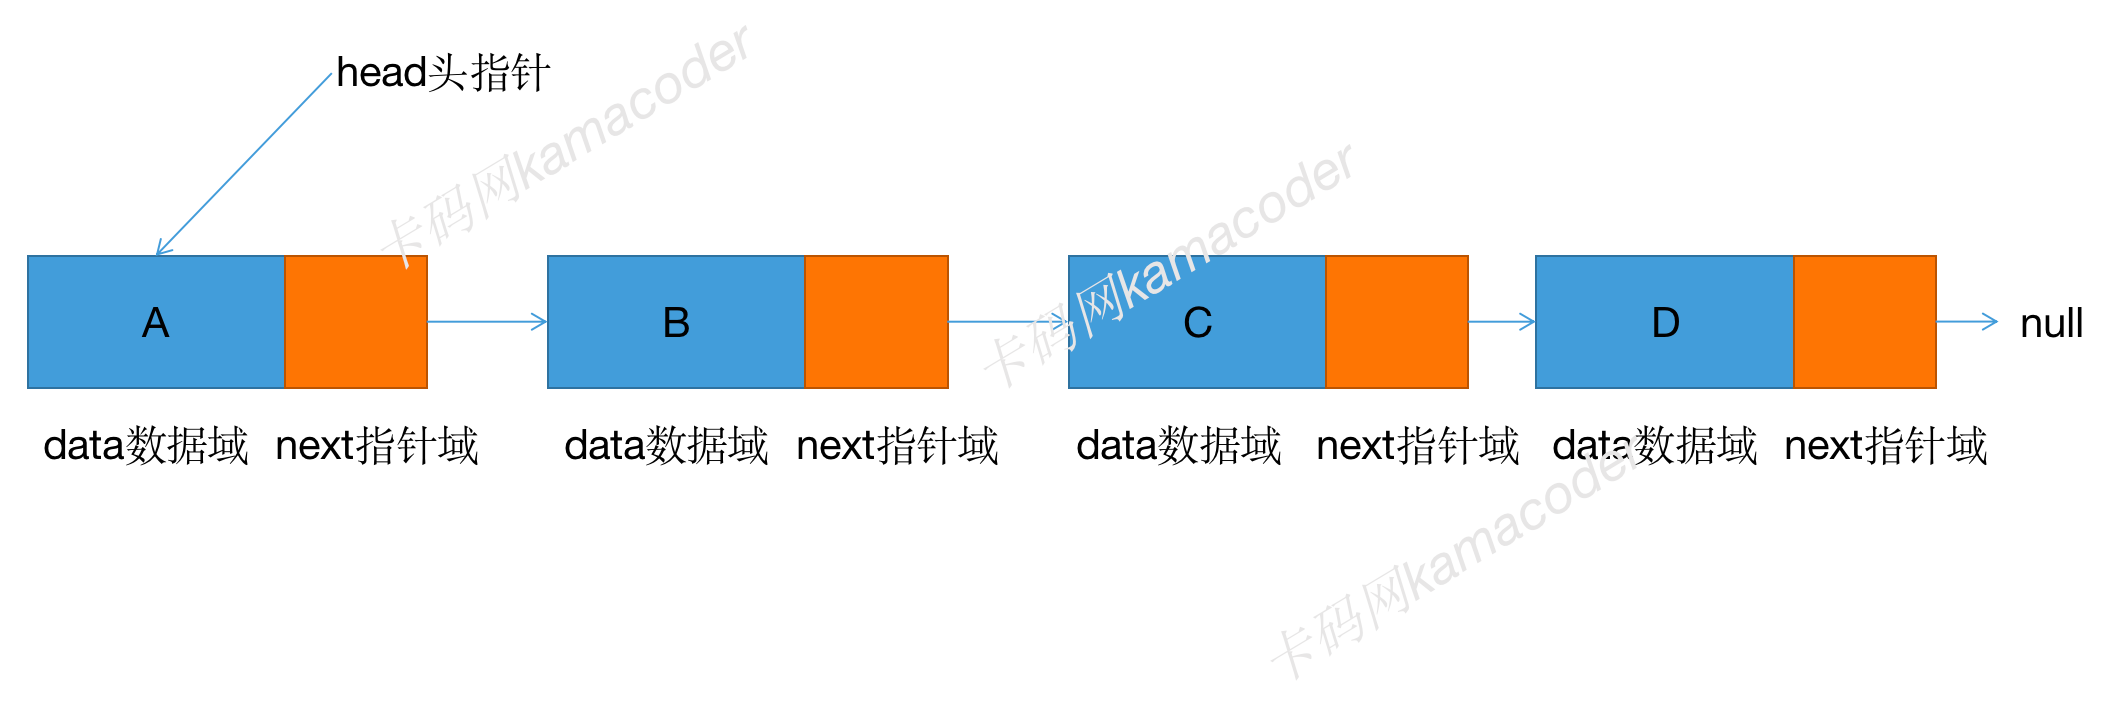 head头指针
卡码网kamacoder
卡码网kamacoder
A
B
C
D
null
data数据域
next指针域
data数据域
next指针域
data数据域
next指针域
data数据域
next指针域
卡码网kamacoder